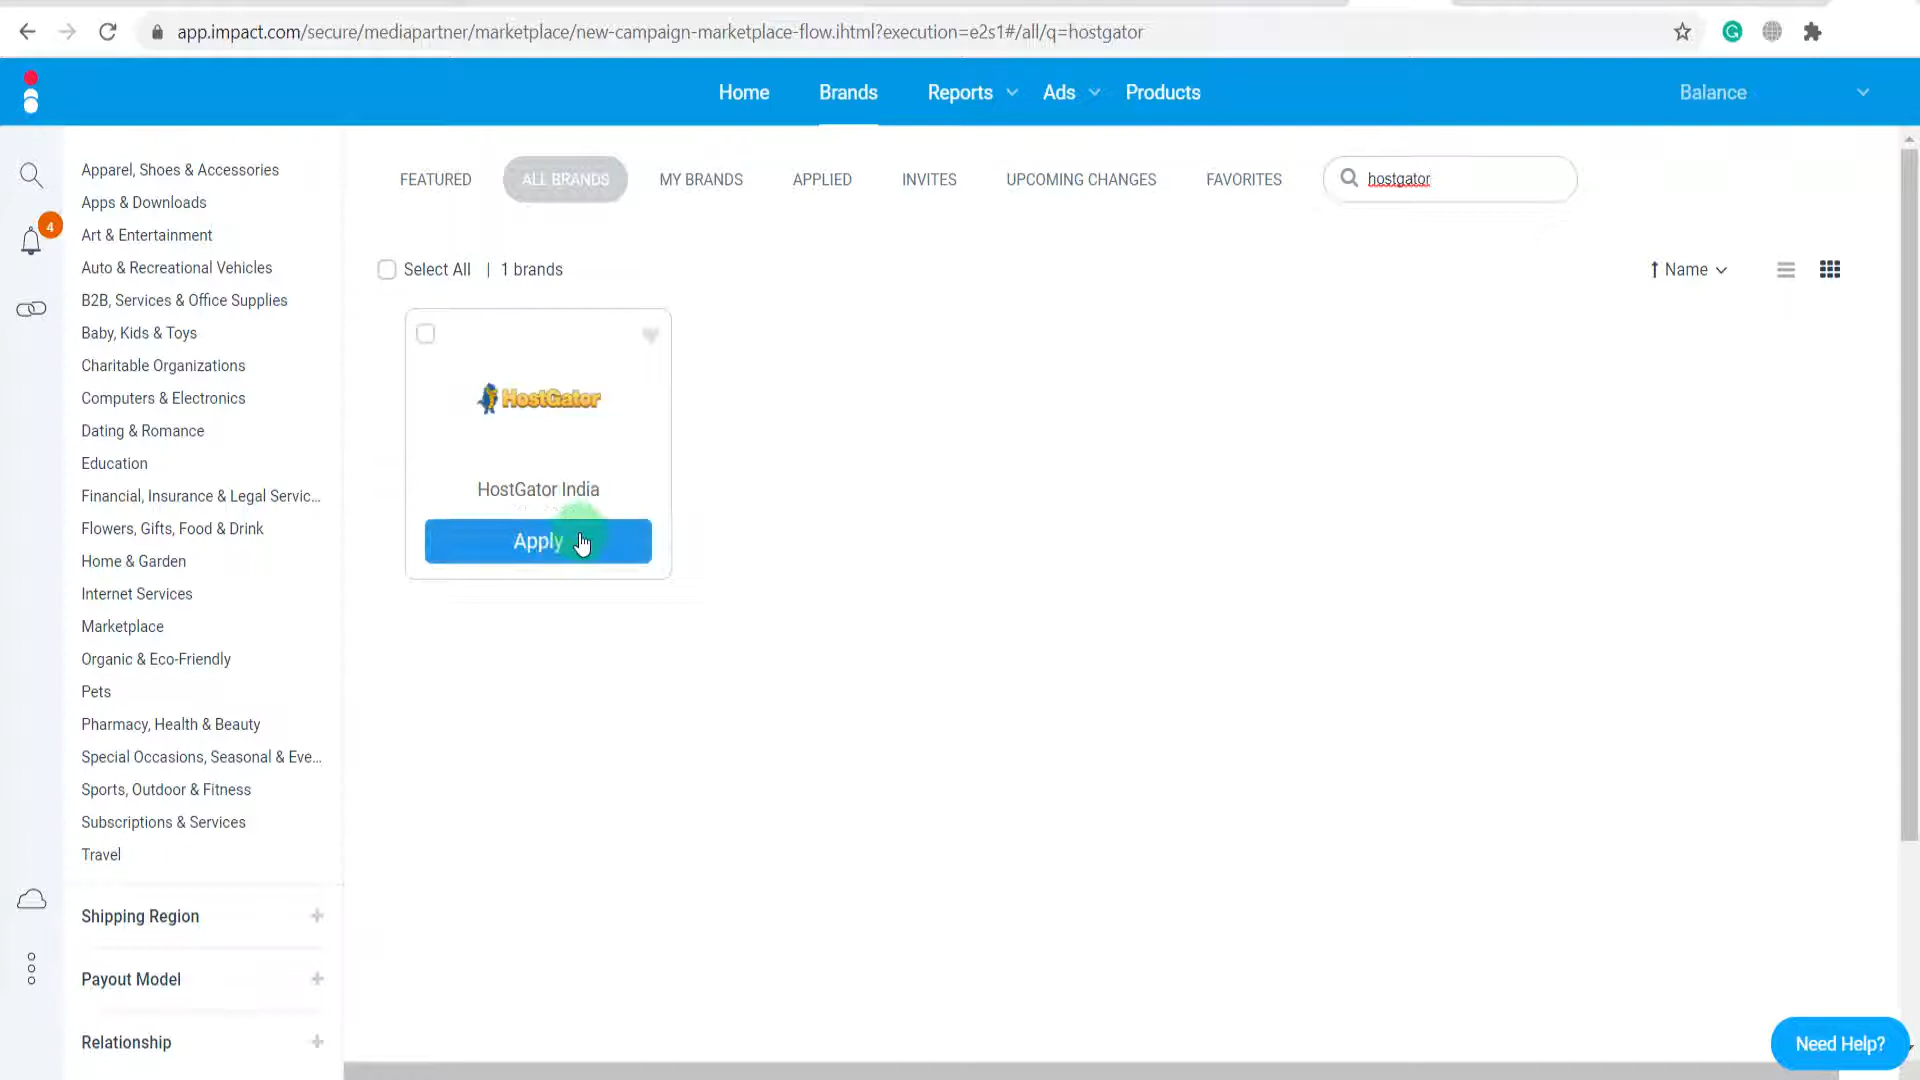 app.impact.com/secure/mediapartner/marketplace/new-campaign-marketplace-flow.ihtml?execution=e2s1#/all/q=hostgator
Home Brands Reports Ads Products Balance
FEATURED ALL BRANDS MY BRANDS APPLIED INVITES UPCOMING CHANGES FAVORITES hostgator
4
Apparel, Shoes & Accessories
Apps & Downloads
Art & Entertainment
Auto & Recreational Vehicles
B2B, Services & Office Supplies
Baby, Kids & Toys
Charitable Organizations
Computers & Electronics
Dating & Romance
Education
Financial, Insurance & Legal Servic...
Flowers, Gifts, Food & Drink
Home & Garden
Internet Services
Marketplace
Organic & Eco-Friendly
Pets
Pharmacy, Health & Beauty
Special Occasions, Seasonal & Eve...
Sports, Outdoor & Fitness
Subscriptions & Services
Travel
Shipping Region
Payout Model
Relationship
Select All | 1 brands
Name
HostGator
HostGator India
Apply
Need Help?